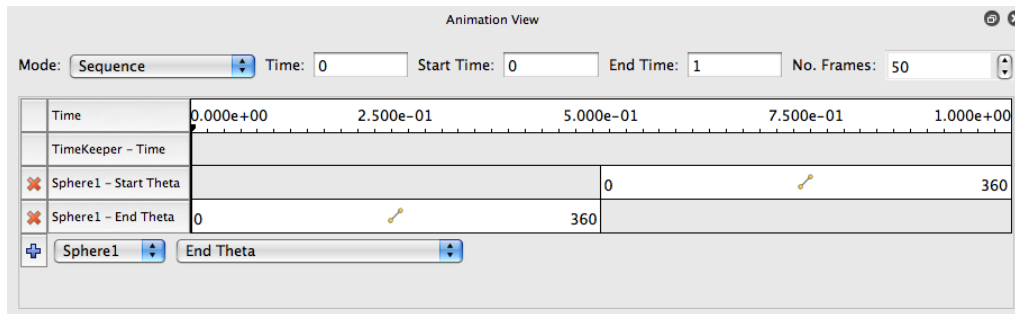 Animation View
Mode: Sequence Time: 0 Start Time: 0 End Time: 1 No. Frames: 50
Time 0.000e+00 2.500e-01 5.000e-01 7.500e-01 1.000e+00
TimeKeeper - Time
Sphere1 - Start Theta 0 360
Sphere1 - End Theta 0 360
Sphere1 End Theta